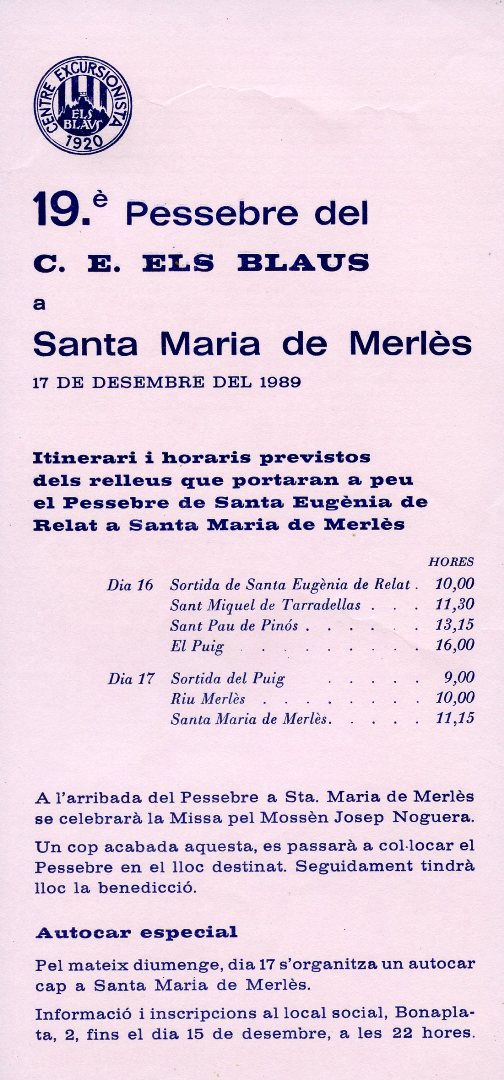 CENTRE EXCURSIONISTA
ELS
BLAUS
1920
19.è Pessebre del
C. E. ELS BLAUS
a
Santa Maria de Merlès
17 DE DESEMBRE DEL 1989
Itinerari i horaris previstos
dels relleus que portaran a peu
el Pessebre de Santa Eugènia de
Relat a Santa Maria de Merlès
HORES
Dia 16 Sortida de Santa Eugènia de Relat . 10,00
Sant Miquel de Tarradellas . . . 11,30
Sant Pau de Pinós . . . . . . 13,15
El Puig . . . . . . . . . 16,00
Dia 17 Sortida del Puig . . . . . 9,00
Riu Merlès . . . . . . . . 10,00
Santa Maria de Merlès. . . . . 11,15
A l'arribada del Pessebre a Sta. Maria de Merlès
se celebrarà la Missa pel Mossèn Josep Noguera.
Un cop acabada aquesta, es passarà a col·locar el
Pessebre en el lloc destinat. Seguidament tindrà
lloc la benedicció.
Autocar especial
Pel mateix diumenge, dia 17 s'organitza un autocar
cap a Santa Maria de Merlès.
Informació i inscripcions al local social, Bonapla-
ta, 2, fins el dia 15 de desembre, a les 22 hores.